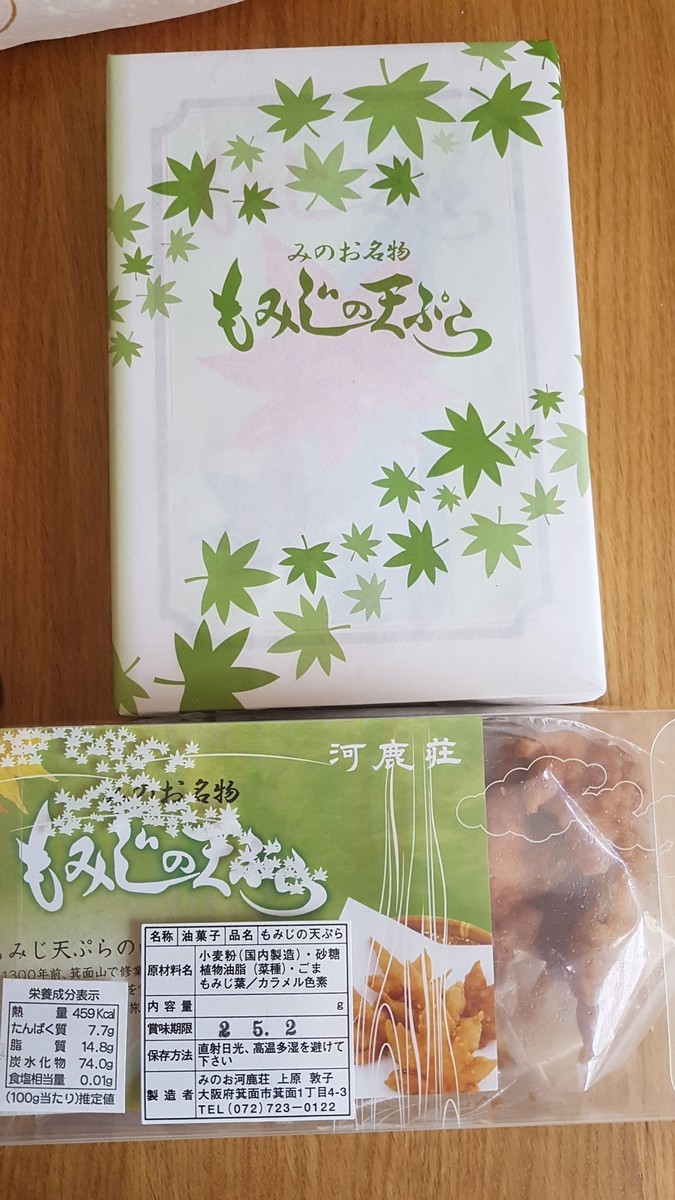 みのお名物
もみじの天ぷら
河鹿荘
みのお名物
もみじの天ぷら
もみじ天ぷらの
1300年前、箕面山で修業
名称 油菓子 品名 もみじの天ぷら
原材料名 小麦粉(国内製造)・砂糖
植物油脂(菜種)・ごま
もみじ葉/カラメル色素
内容量 g
賞味期限 25.2
保存方法 直射日光、高温多湿を避けて
下さい
製造者 みのお河鹿荘 上原 敦子
大阪府箕面市箕面1丁目4-3
TEL(072)723-0122
栄養成分表示
熱量 459Kcal
たんぱく質 7.7g
脂質 14.8g
炭水化物 74.0g
食塩相当量 0.01g
(100g当たり)推定値